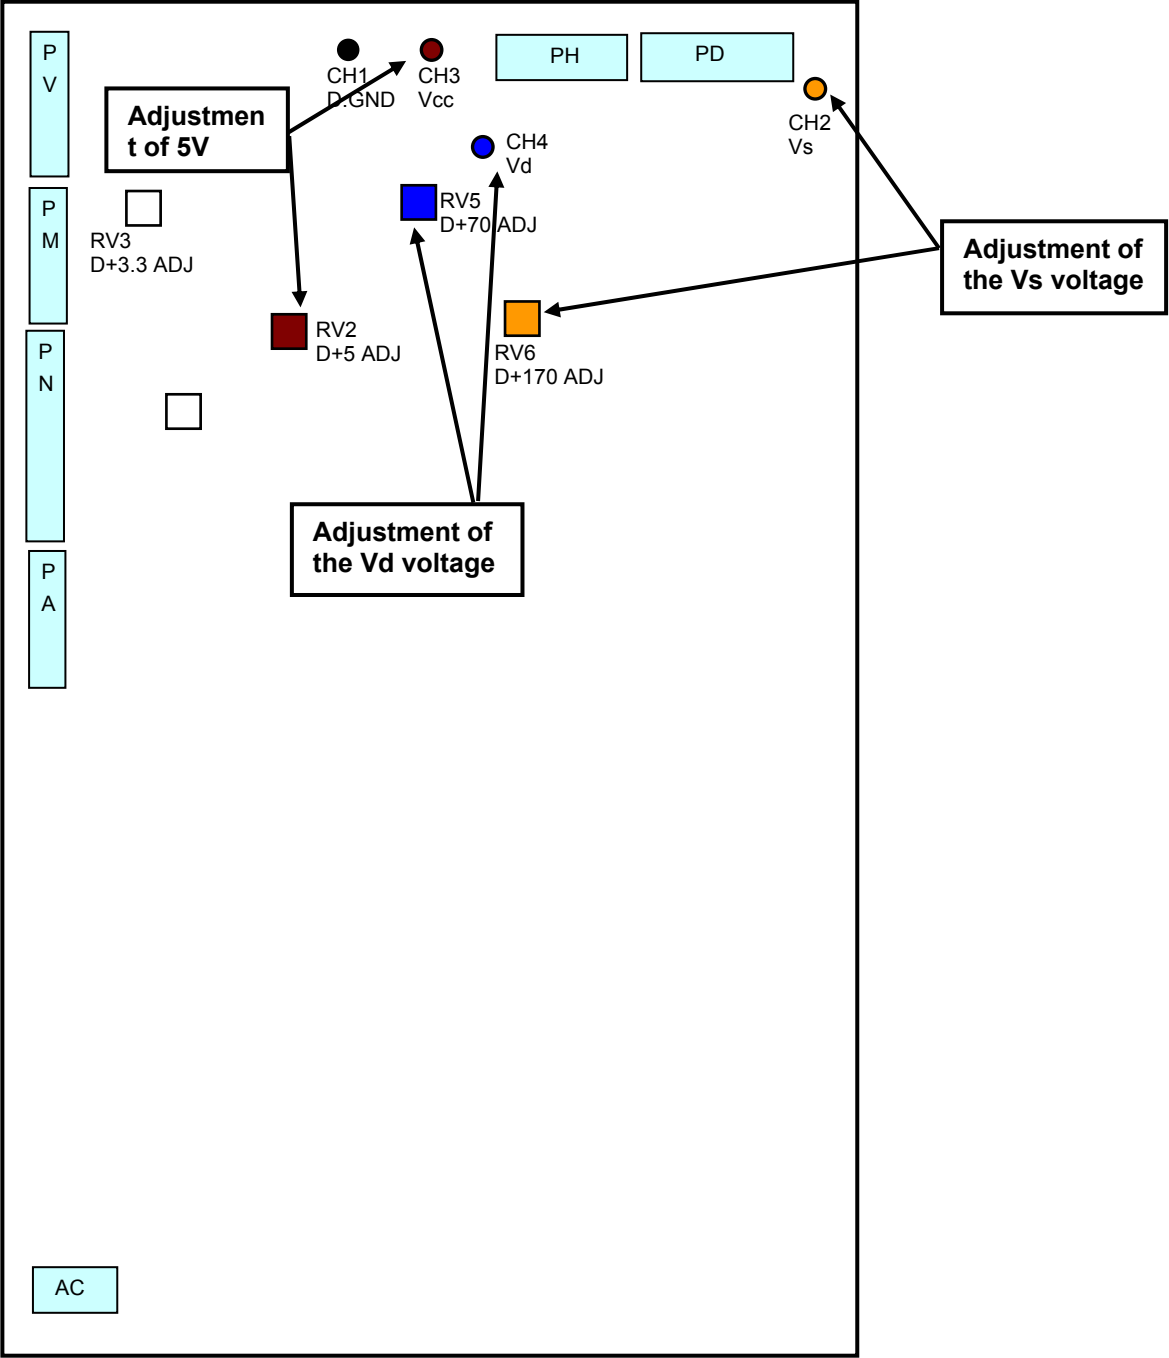 P
V
CH1
D.GND
CH3
Vcc
PH
PD
CH2
Vs
Adjustmen
t of 5V
CH4
Vd
P
M
RV3
D+3.3 ADJ
RV5
D+70 ADJ
Adjustment of
the Vs voltage
RV2
D+5 ADJ
RV6
D+170 ADJ
P
N
Adjustment of
the Vd voltage
P
A
AC